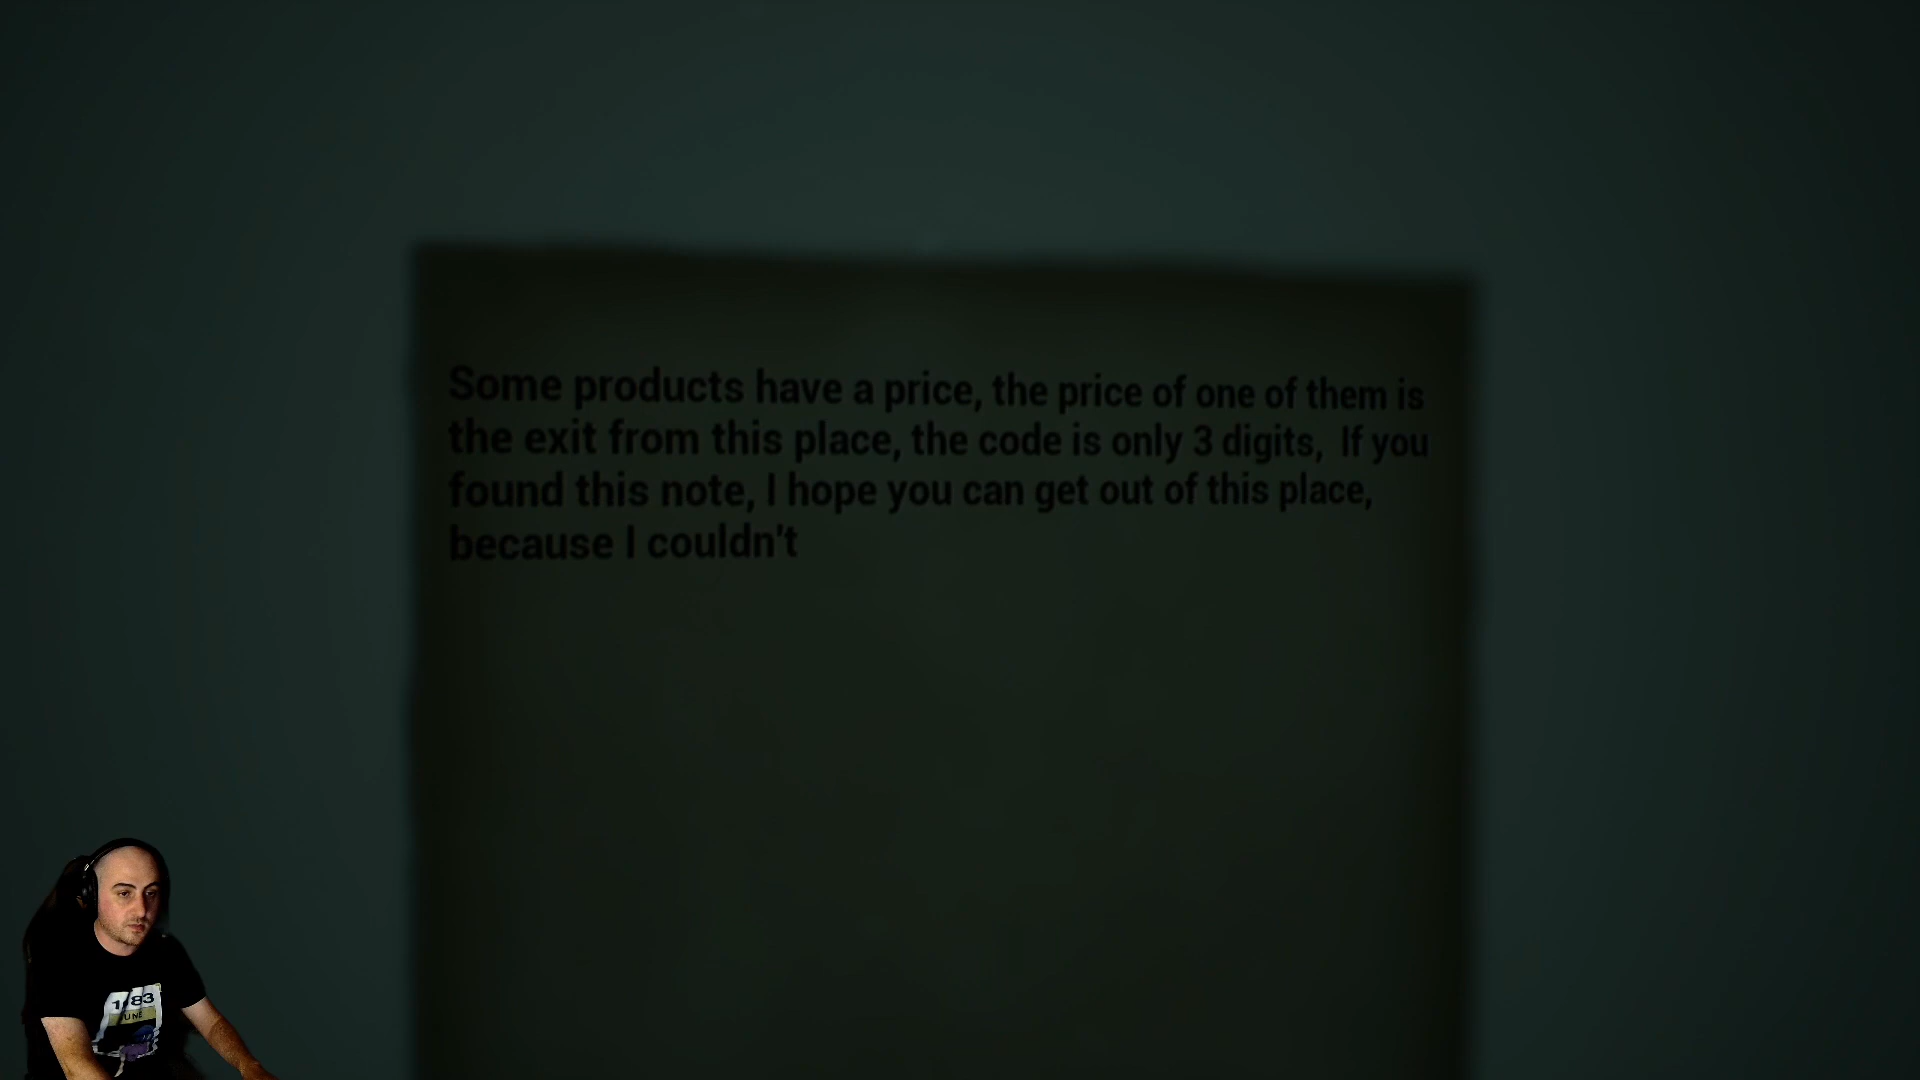 Some products have a price, the price of one of them is
the exit from this place, the code is only 3 digits,  If you
found this note, I hope you can get out of this place,
because I couldn't